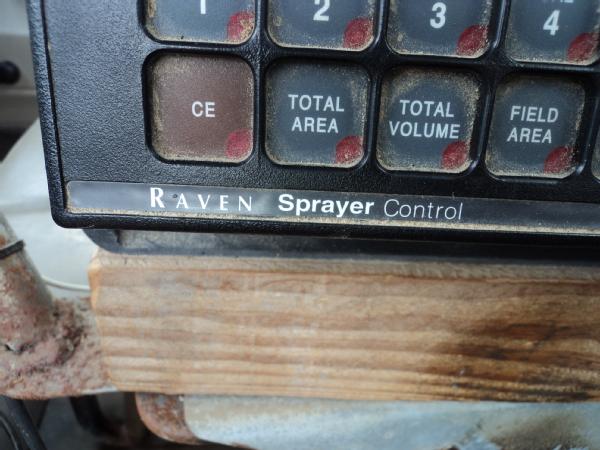 1 2 3 4
CE TOTAL AREA TOTAL VOLUME FIELD AREA
RAVEN Sprayer Control